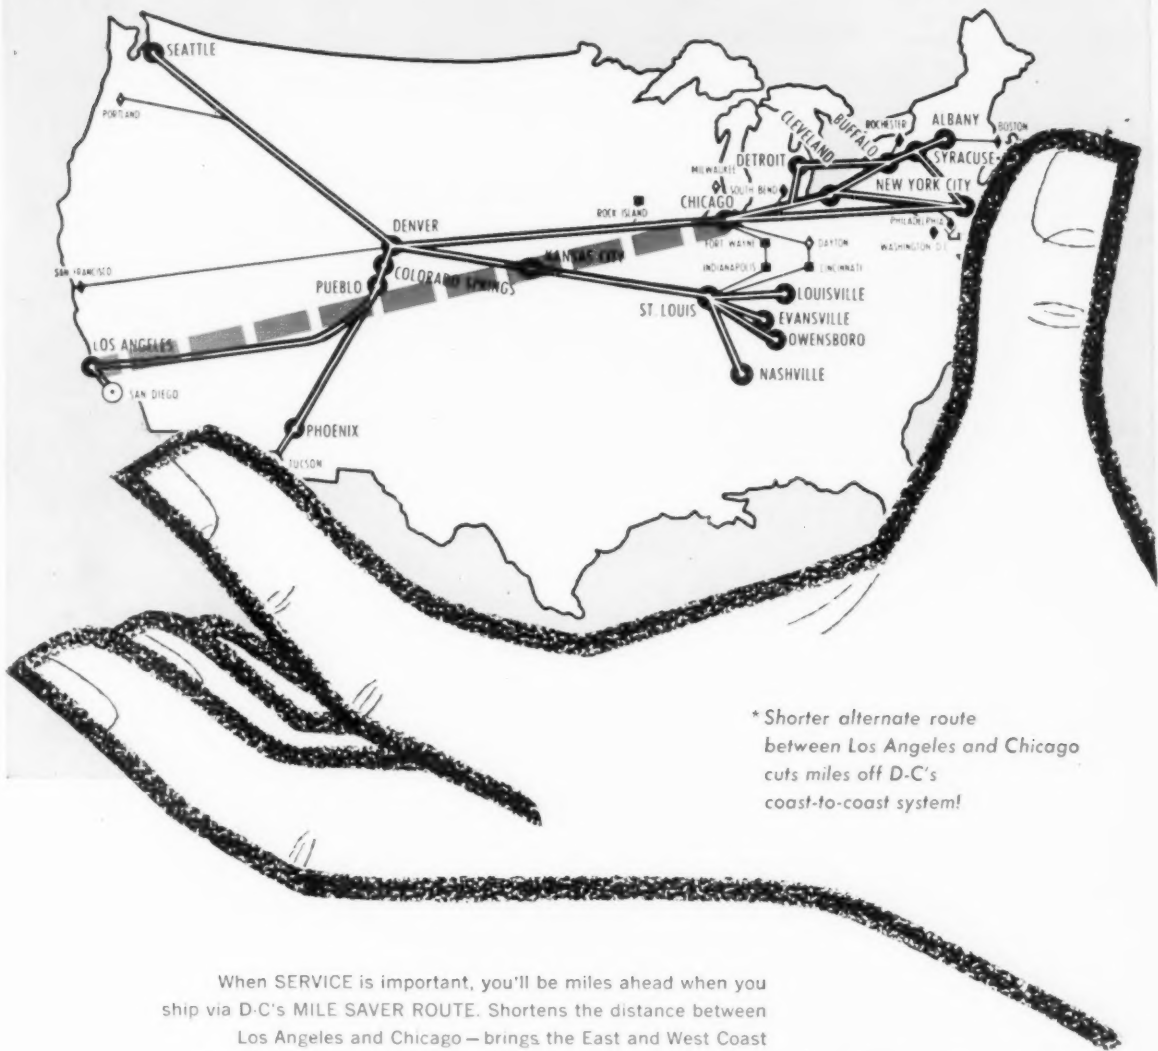 SEATTLE
PORTLAND
ROCHESTER
ALBANY
BOSTON
BUFFALO
CLEVELAND
DETROIT
SYRACUSE
MILWAUKEE
SOUTH BEND
NEW YORK CITY
CHICAGO
ROCK ISLAND
PHILADELPHIA
WASHINGTON D.C.
DENVER
FORT WAYNE
DAYTON
KANSAS CITY
SAN FRANCISCO
COLORADO SPRINGS
INDIANAPOLIS
CINCINNATI
PUEBLO
LOUISVILLE
ST. LOUIS
EVANSVILLE
OWENSBORO
LOS ANGELES
NASHVILLE
SAN DIEGO
PHOENIX
TUCSON
* Shorter alternate route
between Los Angeles and Chicago
cuts miles off D-C's
coast-to-coast system!
When SERVICE is important, you'll be miles ahead when you
ship via D-C's MILE SAVER ROUTE. Shortens the distance between
Los Angeles and Chicago — brings the East and West Coast